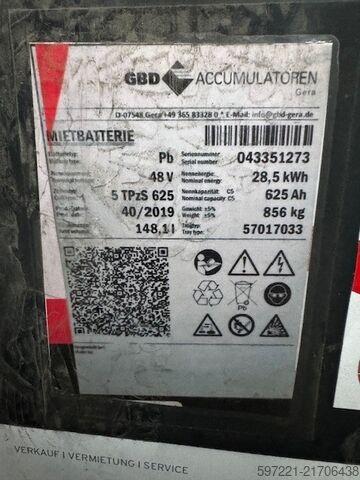 GBD ACCUMULATOREN
Gera
D-07548 Gera +49 365 83328 0 * E-Mail: info@gbd-gera.de
MIETBATTERIE
Pb Seriennummer Serial number 043351273
48 V Nennenergie Nominal energy 28,5 kWh
5 TPzS 625 Nennkapazität C5 Nominal capacity C5 625 Ah
40/2019 Gewicht ±5% Weight ±5% 856 kg
148,1 l Trogtyp Tray type 57017033
Pb
VERKAUF I VERMIETUNG I SERVICE
597221-21706438